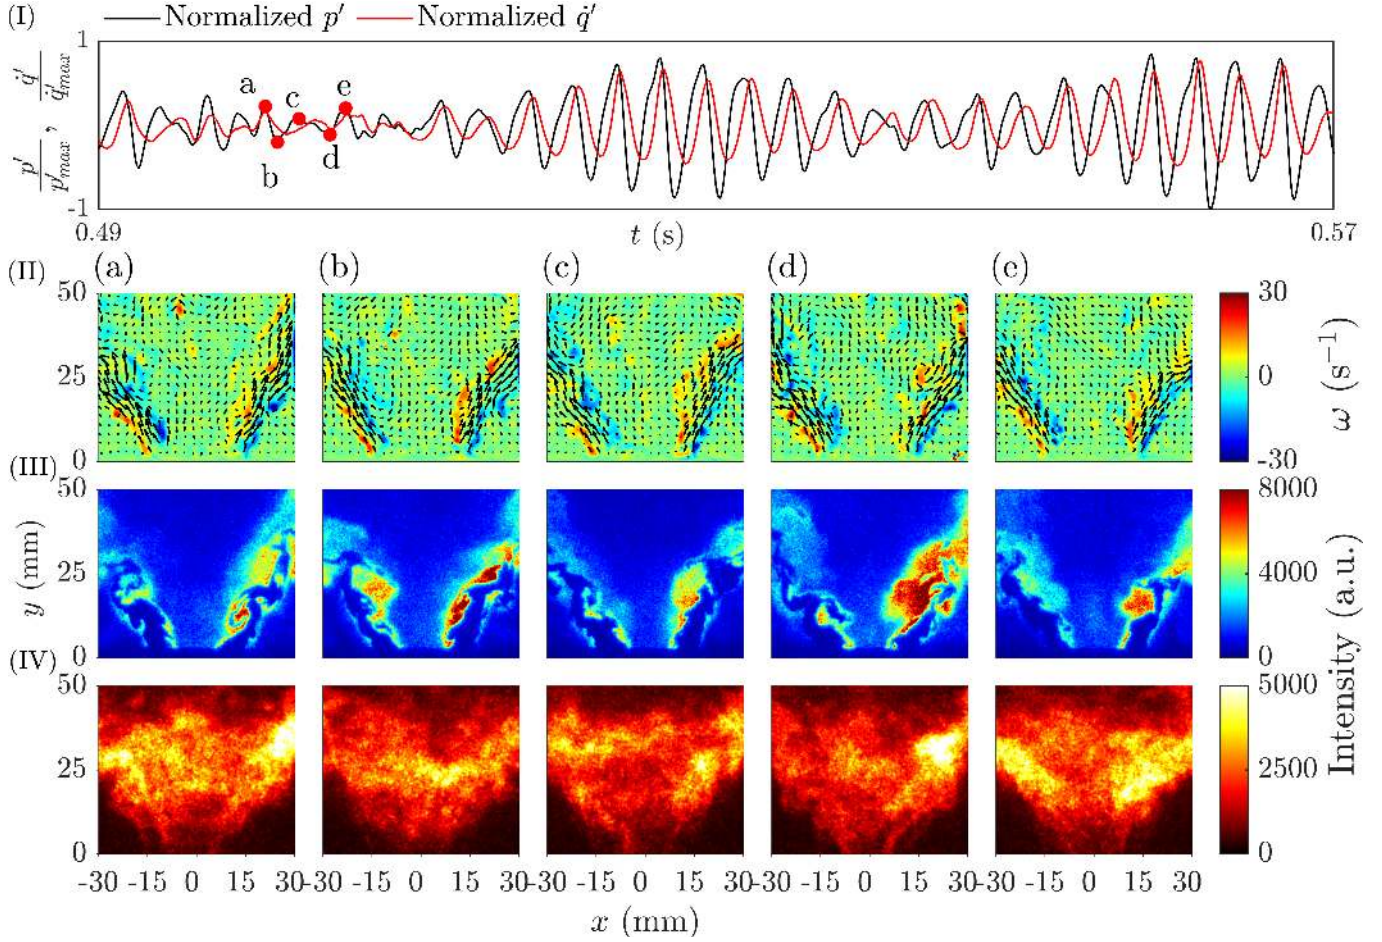 (I) Normalized p′ Normalized q̇′
1
p′/p′max , q̇′/q̇′max
a c e
b d
-1
0.49 t (s) 0.57
(II) (a) (b) (c) (d) (e)
50 30
25 0 ω (s⁻¹)
0 -30
(III)
50 8000
y (mm)
25 4000
0 0
(IV)
50 5000
Intensity (a.u.)
25 2500
0 0
-30 -15 0 15 30 -30 -15 0 15 30 -30 -15 0 15 30 -30 -15 0 15 30 -30 -15 0 15 30
x (mm)